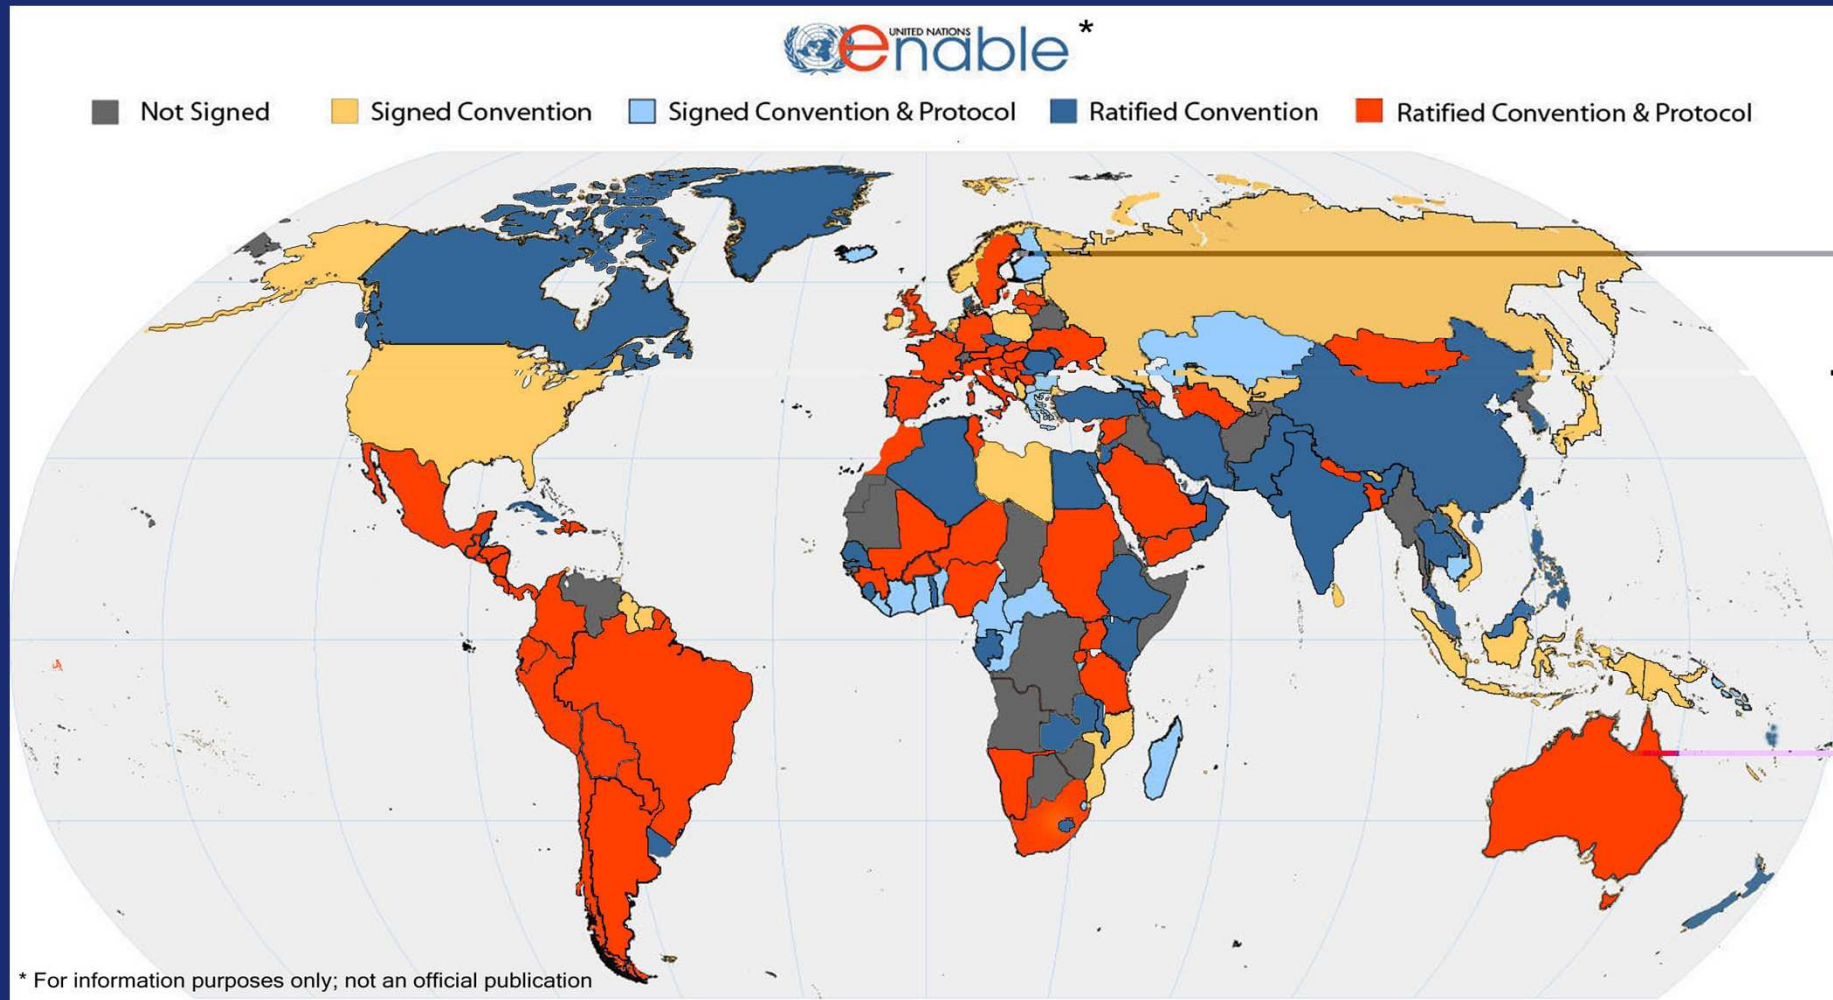 UNITED NATIONS
enable *
Not Signed
Signed Convention
Signed Convention & Protocol
Ratified Convention
Ratified Convention & Protocol
* For information purposes only; not an official publication